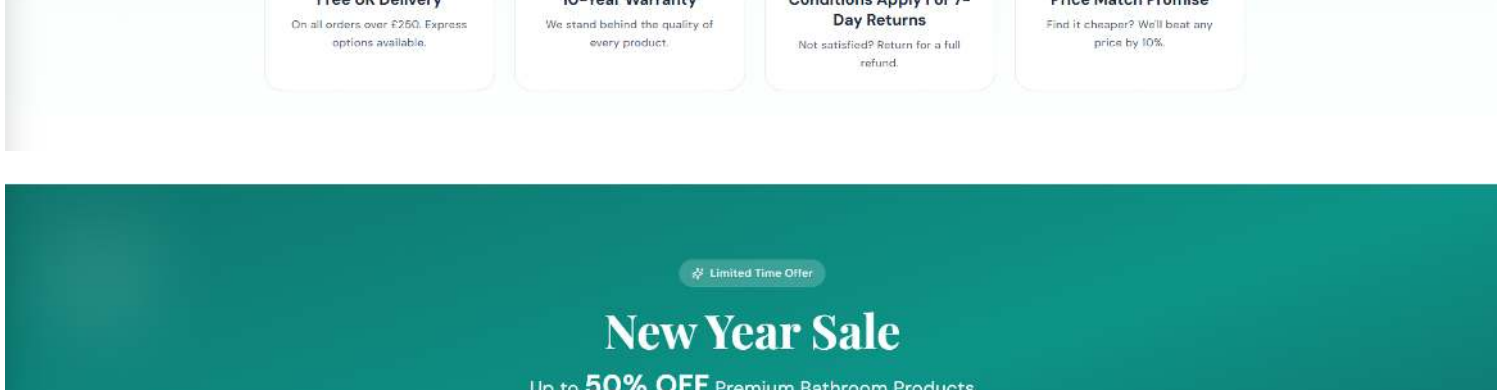 Free UK Delivery
On all orders over £250. Express
options available.
10-Year Warranty
We stand behind the quality of
every product.
Conditions Apply For 7-
Day Returns
Not satisfied? Return for a full
refund.
Price Match Promise
Find it cheaper? We'll beat any
price by 10%.
Limited Time Offer
New Year Sale
Up to 50% OFF Premium Bathroom Products